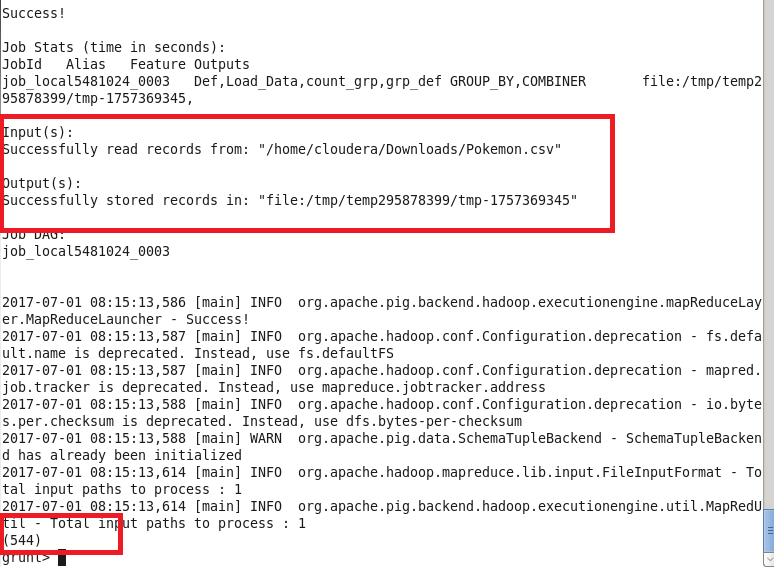 Success!
Job Stats (time in seconds):
JobId   Alias   Feature Outputs
job_local5481024_0003   Def,Load_Data,count_grp,grp_def GROUP_BY,COMBINER       file:/tmp/temp2
95878399/tmp-1757369345,
Input(s):
Successfully read records from: "/home/cloudera/Downloads/Pokemon.csv"
Output(s):
Successfully stored records in: "file:/tmp/temp295878399/tmp-1757369345"
Job DAG:
job_local5481024_0003
2017-07-01 08:15:13,586 [main] INFO  org.apache.pig.backend.hadoop.executionengine.mapReduceLay
er.MapReduceLauncher - Success!
2017-07-01 08:15:13,587 [main] INFO  org.apache.hadoop.conf.Configuration.deprecation - fs.defa
ult.name is deprecated. Instead, use fs.defaultFS
2017-07-01 08:15:13,587 [main] INFO  org.apache.hadoop.conf.Configuration.deprecation - mapred.
job.tracker is deprecated. Instead, use mapreduce.jobtracker.address
2017-07-01 08:15:13,588 [main] INFO  org.apache.hadoop.conf.Configuration.deprecation - io.byte
s.per.checksum is deprecated. Instead, use dfs.bytes-per-checksum
2017-07-01 08:15:13,588 [main] WARN  org.apache.pig.data.SchemaTupleBackend - SchemaTupleBacken
d has already been initialized
2017-07-01 08:15:13,614 [main] INFO  org.apache.hadoop.mapreduce.lib.input.FileInputFormat - To
tal input paths to process : 1
2017-07-01 08:15:13,614 [main] INFO  org.apache.pig.backend.hadoop.executionengine.util.MapRedU
til - Total input paths to process : 1
(544)
grunt>